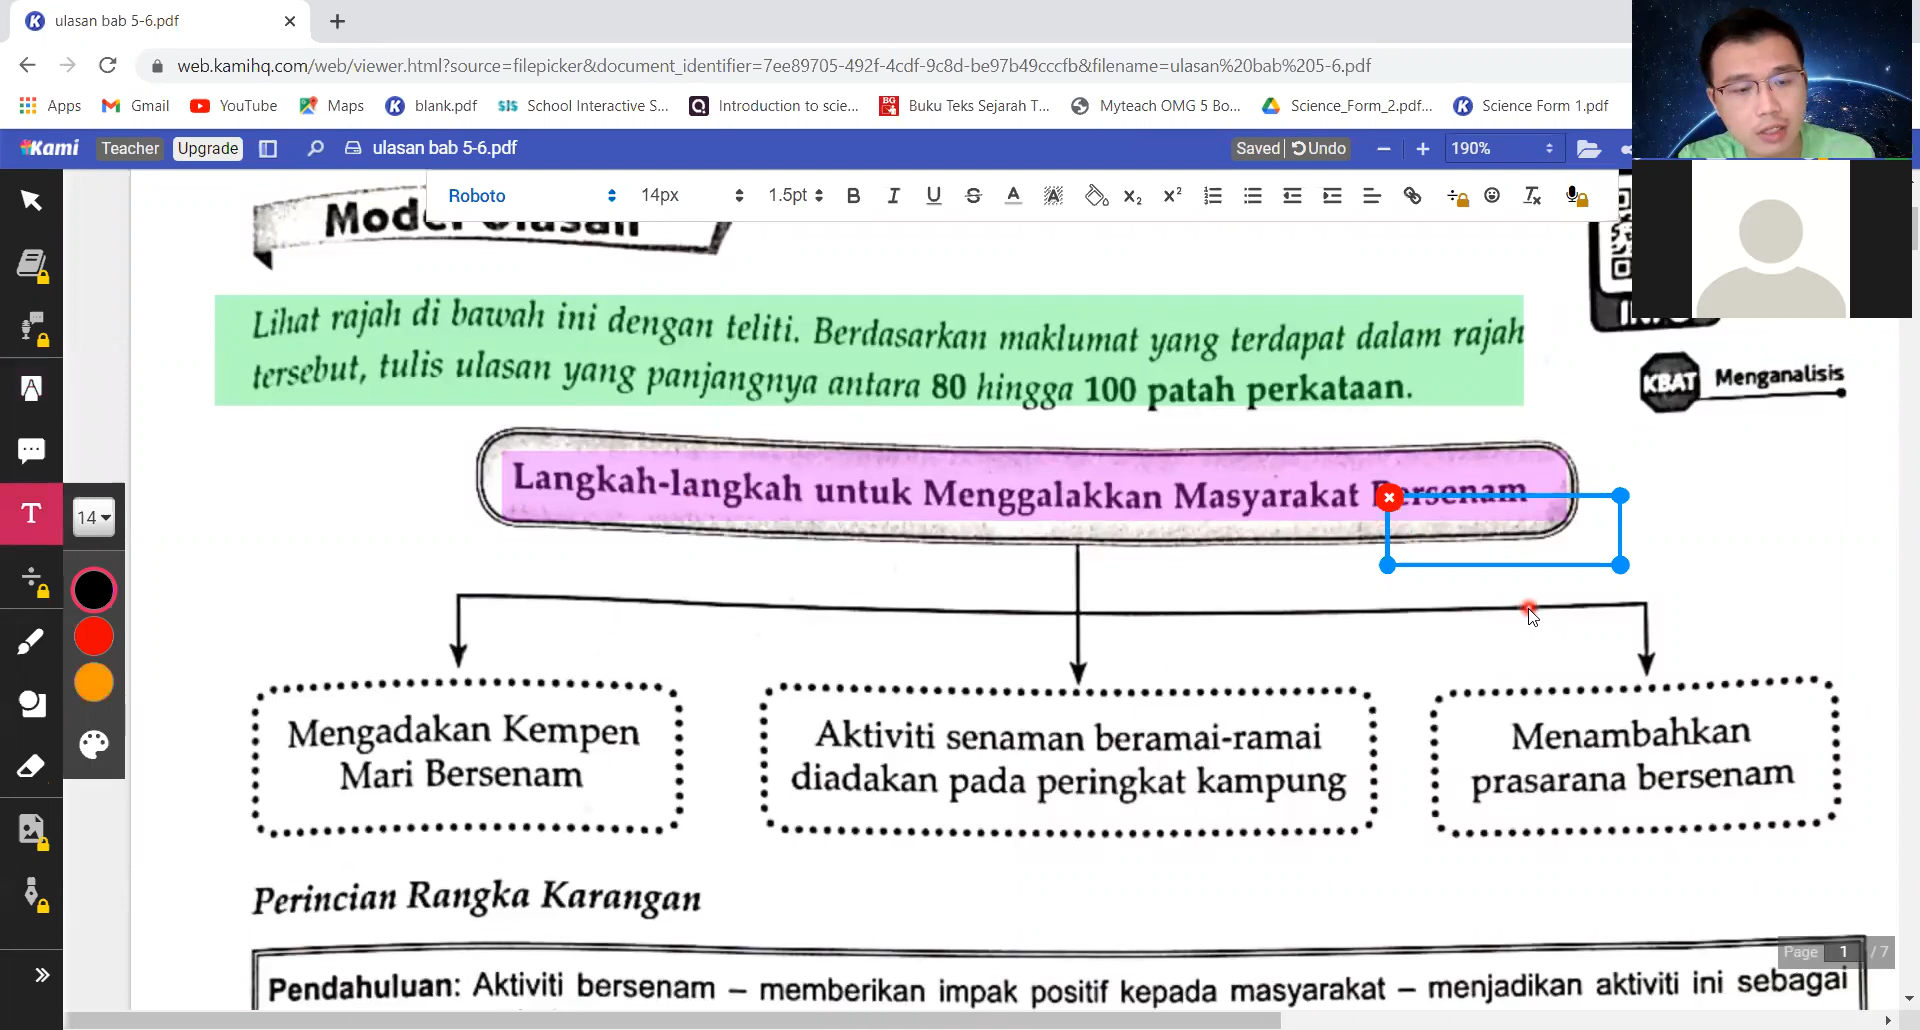 ulasan bab 5-6.pdf
web.kamihq.com/web/viewer.html?source=filepicker&document_identifier=7ee89705-492f-4cdf-9c8d-be97b49cccfb&filename=ulasan%20bab%205-6.pdf
Apps Gmail YouTube Maps blank.pdf School Interactive S... Introduction to scie... Buku Teks Sejarah T... Myteach OMG 5 Bo... Science_Form_2.pdf... Science Form 1.pdf
Kami Teacher Upgrade ulasan bab 5-6.pdf Saved Undo 190%
Roboto 14px 1.5pt
Model Ulasan
Lihat rajah di bawah ini dengan teliti. Berdasarkan maklumat yang terdapat dalam rajah
tersebut, tulis ulasan yang panjangnya antara 80 hingga 100 patah perkataan.
KBAT Menganalisis
Langkah-langkah untuk Menggalakkan Masyarakat Bersenam
14
Mengadakan Kempen
Mari Bersenam
Aktiviti senaman beramai-ramai
diadakan pada peringkat kampung
Menambahkan
prasarana bersenam
Perincian Rangka Karangan
Page 1 / 7
Pendahuluan: Aktiviti bersenam – memberikan impak positif kepada masyarakat – menjadikan aktiviti ini sebagai